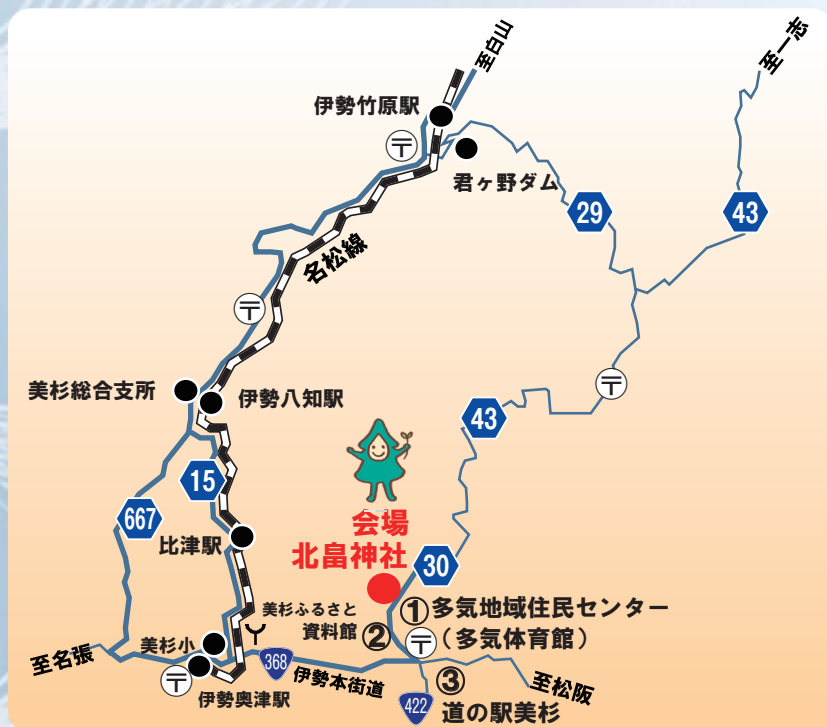 至白山
至一志
伊勢竹原駅
〒
君ヶ野ダム
29
43
名松線
〒
美杉総合支所
伊勢八知駅
〒
43
15
667
会場
北畠神社
比津駅
30
美杉ふるさと
資料館
②
①多気地域住民センター
〒(多気体育館)
美杉小
至名張
368
伊勢本街道
〒
伊勢奥津駅
③
至松阪
422
道の駅美杉